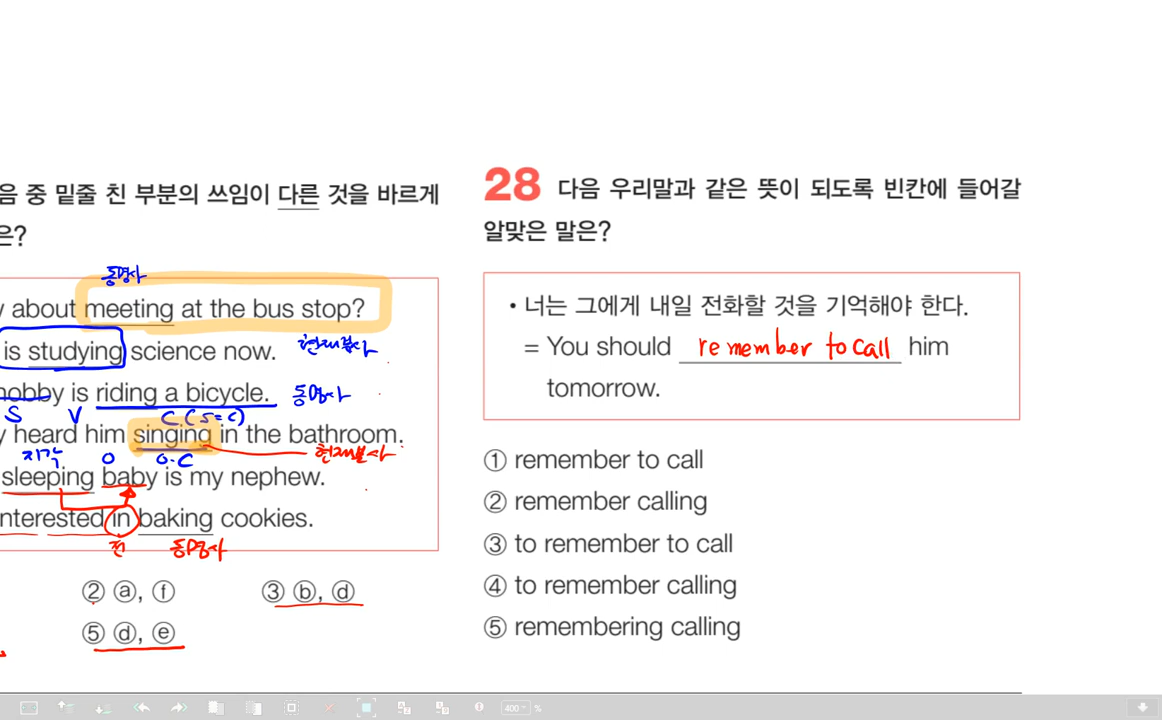 음 중 밑줄 친 부분의 쓰임이 다른 것을 바르게
은?
동명사
about meeting at the bus stop?
is studying science now. 현재분사
hobby is riding a bicycle. 동명사
S V C.(S=C)
heard him singing in the bathroom.
지각 O O.C 현재분사
sleeping baby is my nephew.
interested in baking cookies.
전 동명사
② ⓐ, ⓕ ③ ⓑ, ⓓ
⑤ ⓓ, ⓔ
28 다음 우리말과 같은 뜻이 되도록 빈칸에 들어갈
알맞은 말은?
• 너는 그에게 내일 전화할 것을 기억해야 한다.
= You should remember to call him
tomorrow.
① remember to call
② remember calling
③ to remember to call
④ to remember calling
⑤ remembering calling
400 %